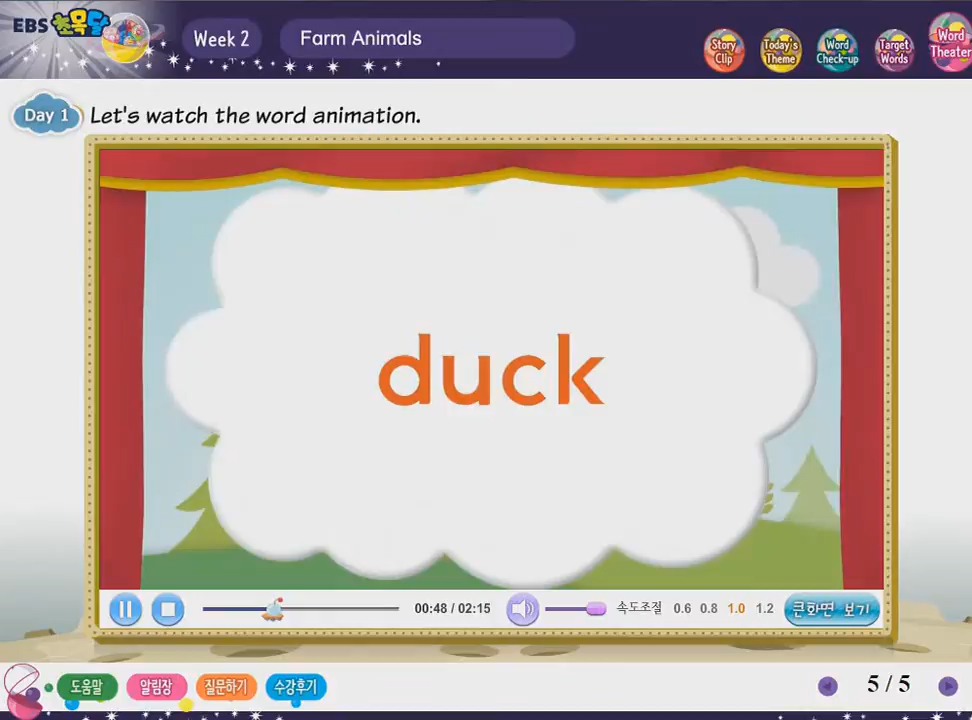 EBS 초목달
Week 2
Farm Animals
Story Clip
Today's Theme
Word Check-up
Target Words
Word Theater
Day 1
Let's watch the word animation.
duck
00:48 / 02:15
속도조절 0.6 0.8 1.0 1.2
큰화면 보기
도움말
알림장
질문하기
수강후기
5 / 5